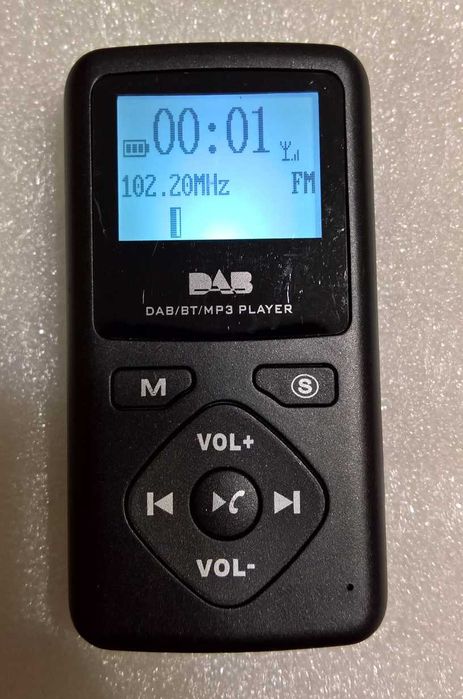 00:01
102.20MHz FM
DAB
DAB/BT/MP3 PLAYER
M S
VOL+
VOL-